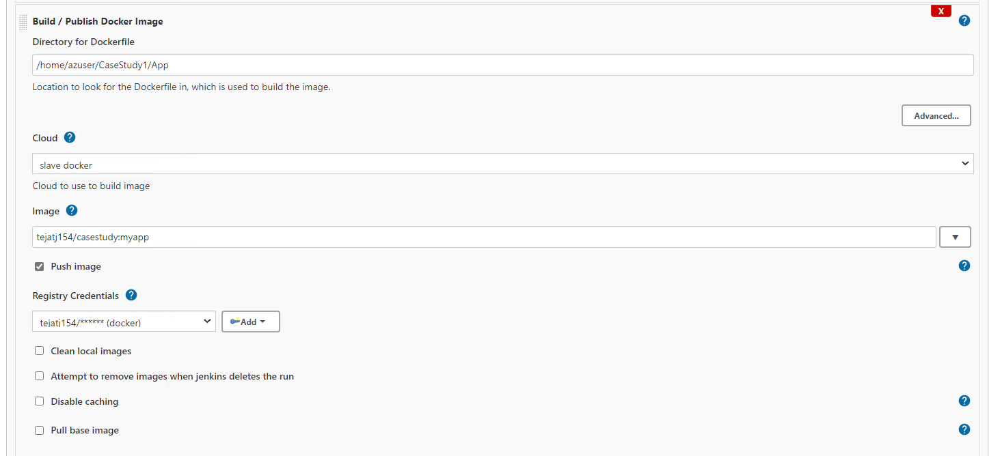 X
Build / Publish Docker Image
?
Directory for Dockerfile
/home/azuser/CaseStudy1/App
Location to look for the Dockerfile in, which is used to build the image.
Advanced...
Cloud ?
slave docker
Cloud to use to build image
Image ?
tejatj154/casestudy:myapp
Push image ?
Registry Credentials ?
tejatj154/****** (docker) Add
Clean local images
Attempt to remove images when jenkins deletes the run
Disable caching ?
Pull base image ?